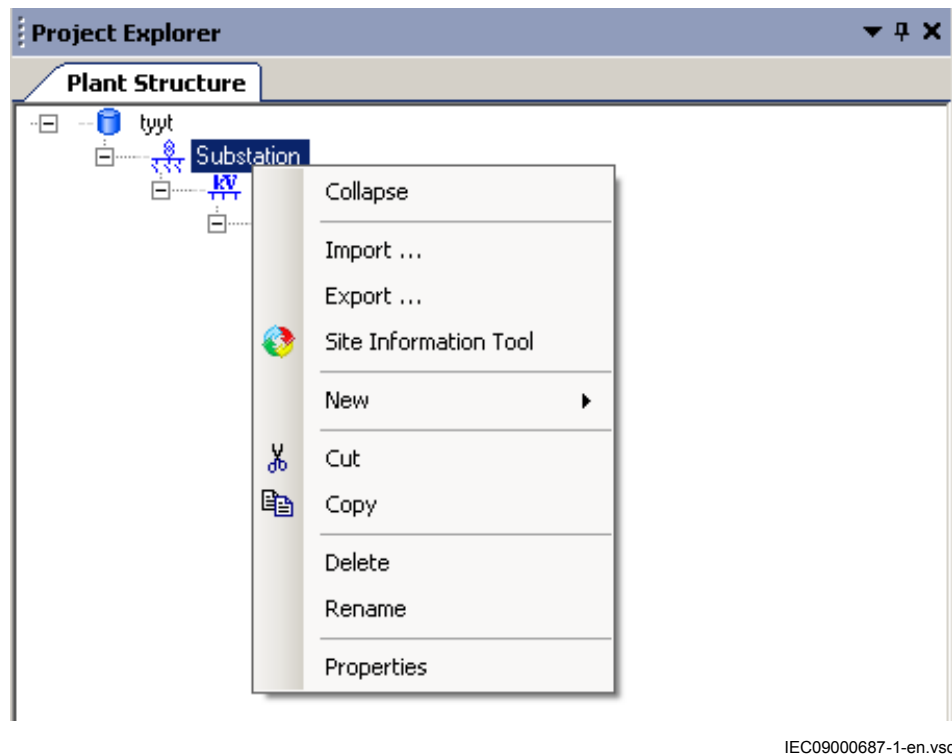 Project Explorer
Plant Structure
tyyt
Substation
kV
Collapse
Import ...
Export ...
Site Information Tool
New
Cut
Copy
Delete
Rename
Properties
IEC09000687-1-en.vsd